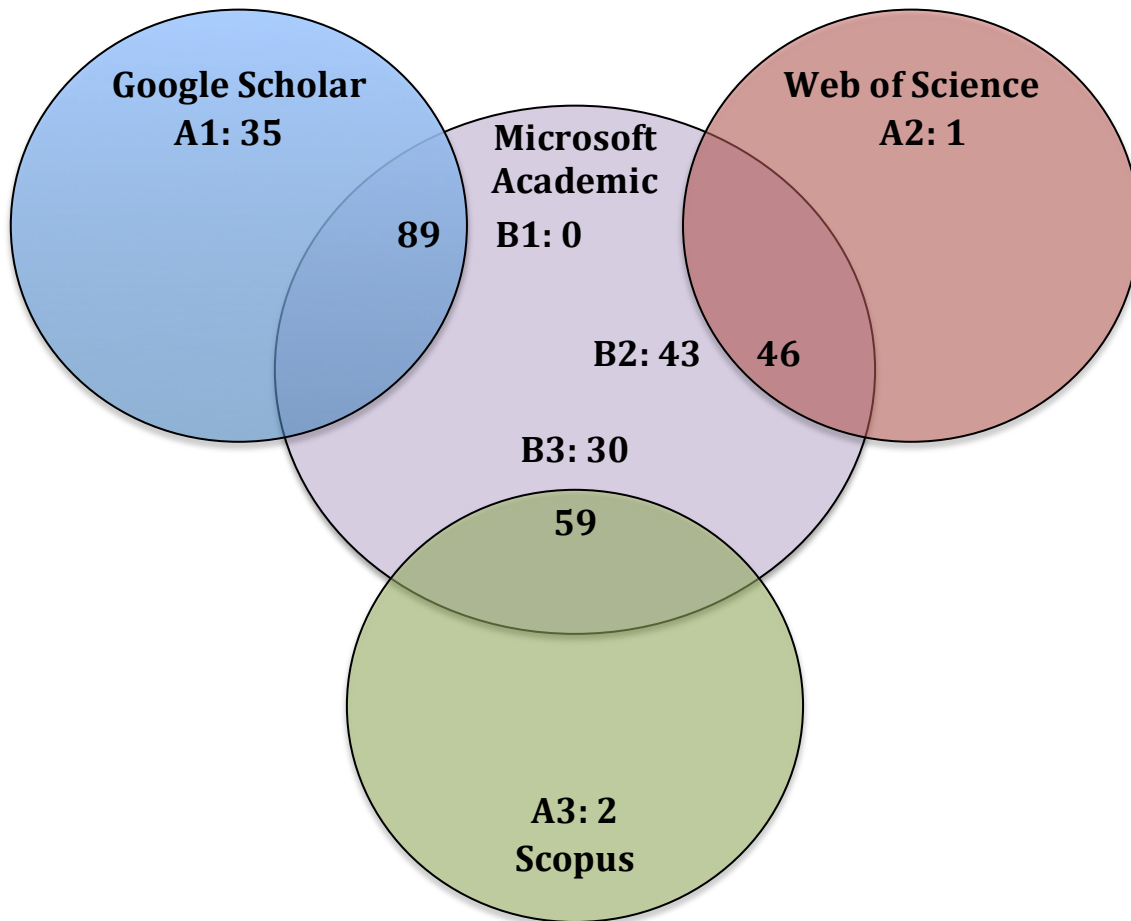 Google Scholar
A1: 35
Web of Science
A2: 1
Microsoft
Academic
89
B1: 0
B2: 43
46
B3: 30
59
A3: 2
Scopus